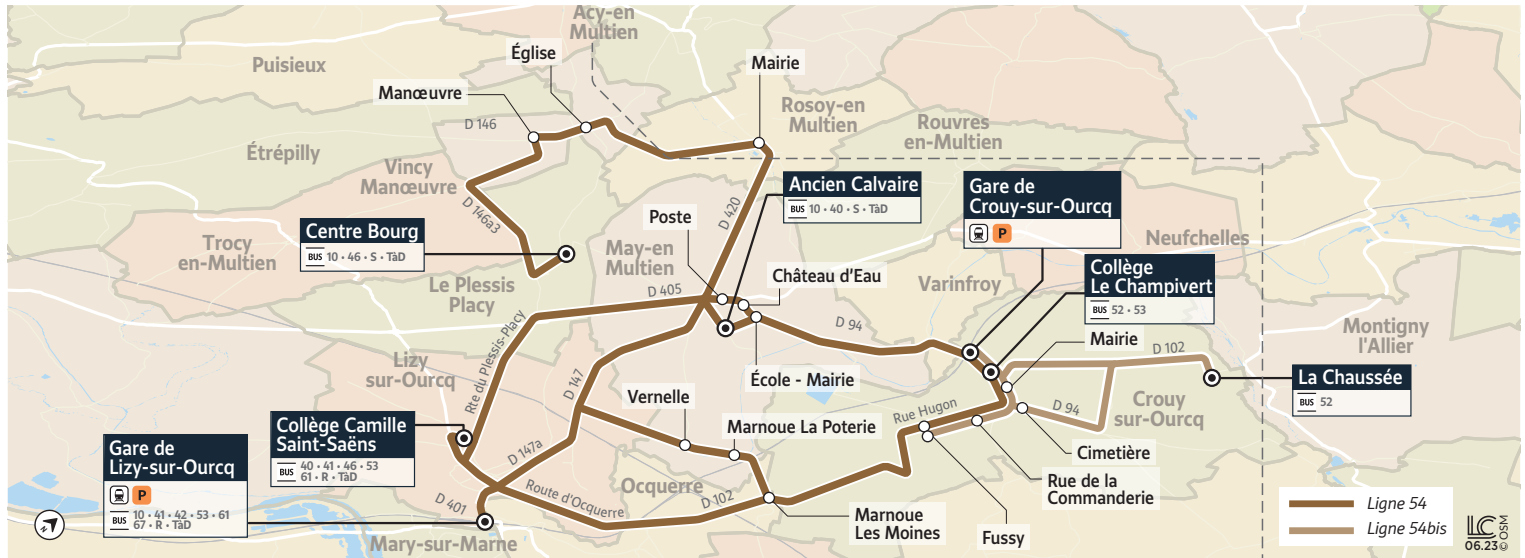 Acy-en
Multien
Puisieux
Église
Mairie
Manœuvre
D 146
Rosoy-en
Multien
Rouvres
en-Multien
Étrépilly
Vincy
Manœuvre
D 146a3
Ancien Calvaire
BUS 10 • 40 • S • TàD
Gare de
Crouy-sur-Ourcq
P
Poste
D 420
Centre Bourg
BUS 10 • 46 • S • TàD
Trocy
en-Multien
May-en
Multien
Neufchelles
Le Plessis
Placy
Château d'Eau
Varinfroy
Collège
Le Champivert
BUS 52 • 53
D 405
D 94
Mairie
Montigny
l'Allier
Rte du Plessis-Placy
Lizy
sur-Ourcq
D 147
École - Mairie
D 102
La Chaussée
BUS 52
Vernelle
Crouy
sur-Ourcq
Rue Hugon
D 94
Collège Camille
Saint-Saëns
BUS 40 • 41 • 46 • 53
61 • R • TàD
Marnoue La Poterie
Gare de
Lizy-sur-Ourcq
P
BUS 10 • 41 • 42 • 53 • 61
67 • R • TàD
D 147a
Cimetière
Ocquerre
Rue de la
Commanderie
D 401
Route d'Ocquerre
D 102
Marnoue
Les Moines
Fussy
Mary-sur-Marne
Ligne 54
Ligne 54bis
LC
06.23 © OSM